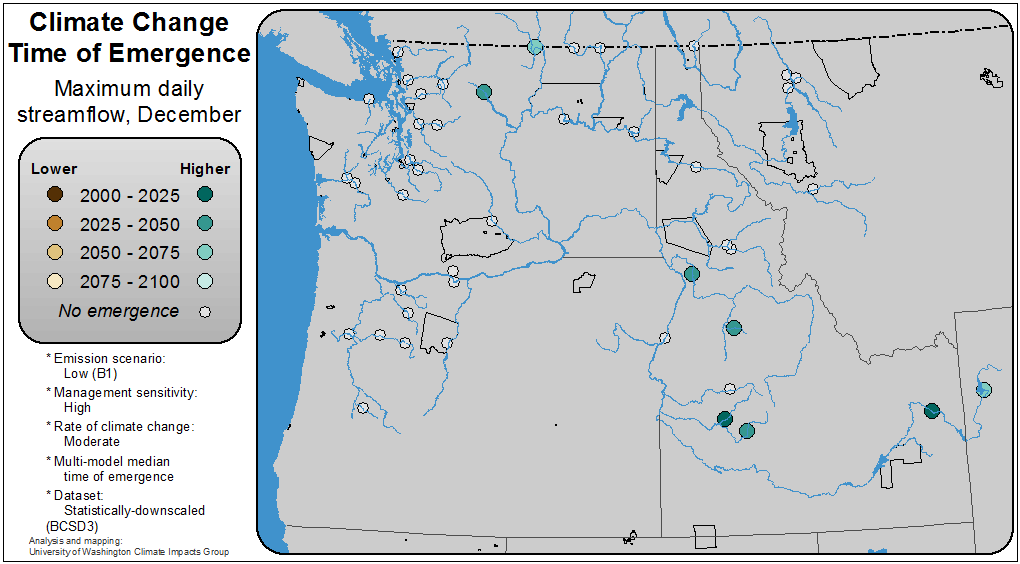 Climate Change
Time of Emergence
Maximum daily
streamflow, December
Lower Higher
2000 - 2025
2025 - 2050
2050 - 2075
2075 - 2100
No emergence
* Emission scenario:
Low (B1)
* Management sensitivity:
High
* Rate of climate change:
Moderate
* Multi-model median
time of emergence
* Dataset:
Statistically-downscaled
(BCSD3)
Analysis and mapping:
University of Washington Climate Impacts Group